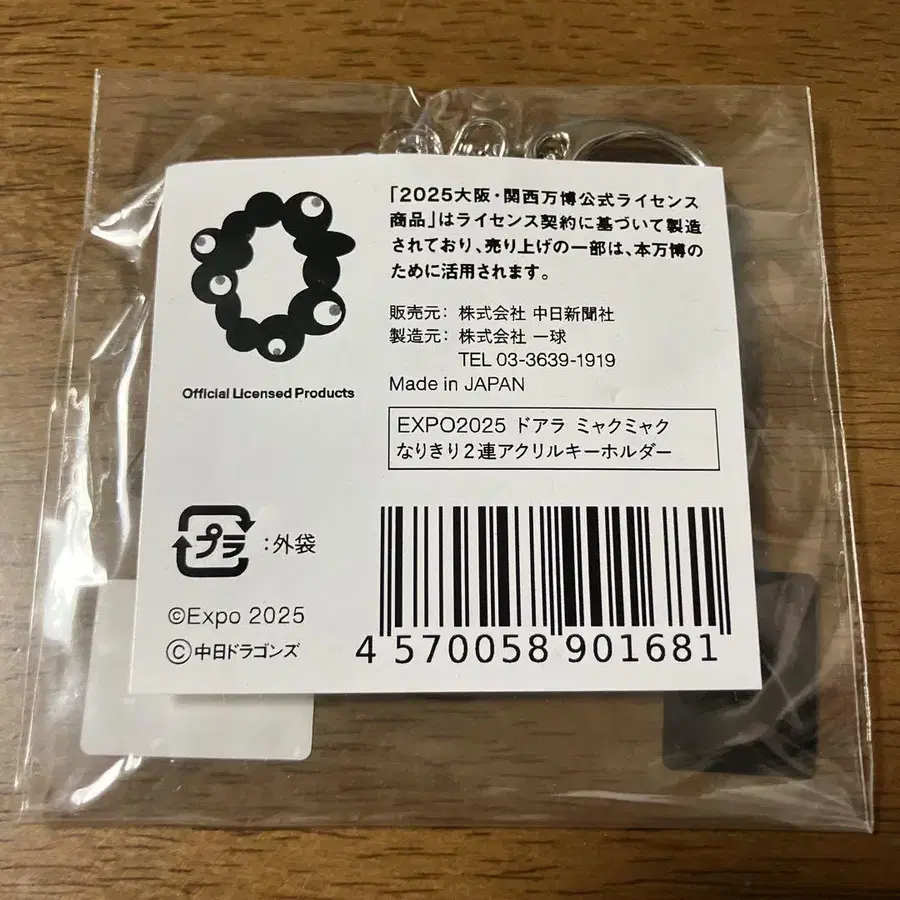 「2025大阪・関西万博公式ライセンス
商品」はライセンス契約に基づいて製造
されており、売り上げの一部は、本万博の
ために活用されます。
販売元： 株式会社 中日新聞社
製造元： 株式会社 一球
TEL 03-3639-1919
Made in JAPAN
Official Licensed Products
EXPO2025 ドアラ ミャクミャク
なりきり2連アクリルキーホルダー
プラ :外袋
©Expo 2025
©中日ドラゴンズ
4 570058 901681